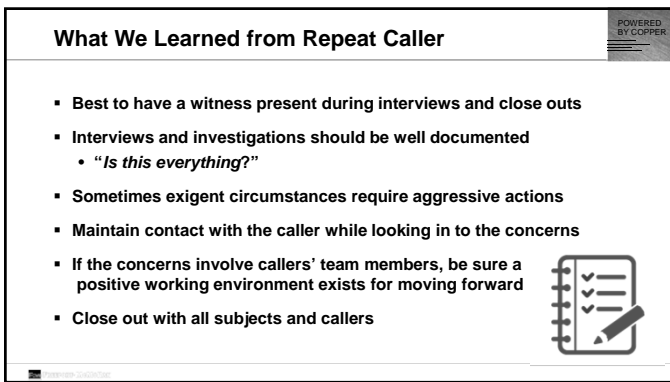 What We Learned from Repeat Caller
POWERED
BY COPPER
▪ Best to have a witness present during interviews and close outs
▪ Interviews and investigations should be well documented
• “Is this everything?”
▪ Sometimes exigent circumstances require aggressive actions
▪ Maintain contact with the caller while looking in to the concerns
▪ If the concerns involve callers’ team members, be sure a
positive working environment exists for moving forward
▪ Close out with all subjects and callers